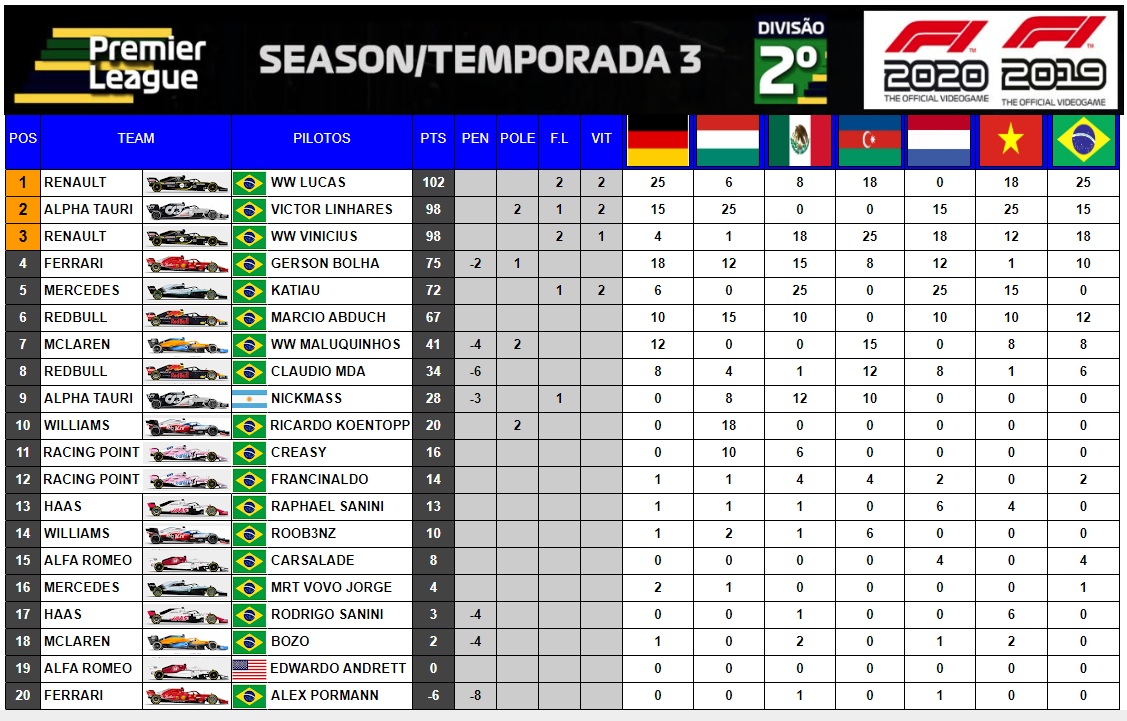 Premier
League
SEASON/TEMPORADA 3
DIVISÃO
2º
F1 2020 THE OFFICIAL VIDEOGAME
F1 2019 THE OFFICIAL VIDEOGAME
POS TEAM PILOTOS PTS PEN POLE F.L VIT
1 RENAULT WW LUCAS 102 2 2 25 6 8 18 0 18 25
2 ALPHA TAURI VICTOR LINHARES 98 2 1 2 15 25 0 0 15 25 15
3 RENAULT WW VINICIUS 98 2 1 4 1 18 25 18 12 18
4 FERRARI GERSON BOLHA 75 -2 1 18 12 15 8 12 1 10
5 MERCEDES KATIAU 72 1 2 6 0 25 0 25 15 0
6 REDBULL MARCIO ABDUCH 67 10 15 10 0 10 10 12
7 MCLAREN WW MALUQUINHOS 41 -4 2 12 0 0 15 0 8 8
8 REDBULL CLAUDIO MDA 34 -6 8 4 1 12 8 1 6
9 ALPHA TAURI NICKMASS 28 -3 1 0 8 12 10 0 0 0
10 WILLIAMS RICARDO KOENTOPP 20 2 0 18 0 0 0 0 0
11 RACING POINT CREASY 16 0 10 6 0 0 0 0
12 RACING POINT FRANCINALDO 14 1 1 4 4 2 0 2
13 HAAS RAPHAEL SANINI 13 1 1 1 0 6 4 0
14 WILLIAMS ROOB3NZ 10 1 2 1 6 0 0 0
15 ALFA ROMEO CARSALADE 8 0 0 0 0 4 0 4
16 MERCEDES MRT VOVO JORGE 4 2 1 0 0 0 0 1
17 HAAS RODRIGO SANINI 3 -4 0 0 1 0 0 6 0
18 MCLAREN BOZO 2 -4 1 0 2 0 1 2 0
19 ALFA ROMEO EDWARDO ANDRETT 0 0 0 0 0 0 0 0
20 FERRARI ALEX PORMANN -6 -8 0 0 1 0 1 0 0